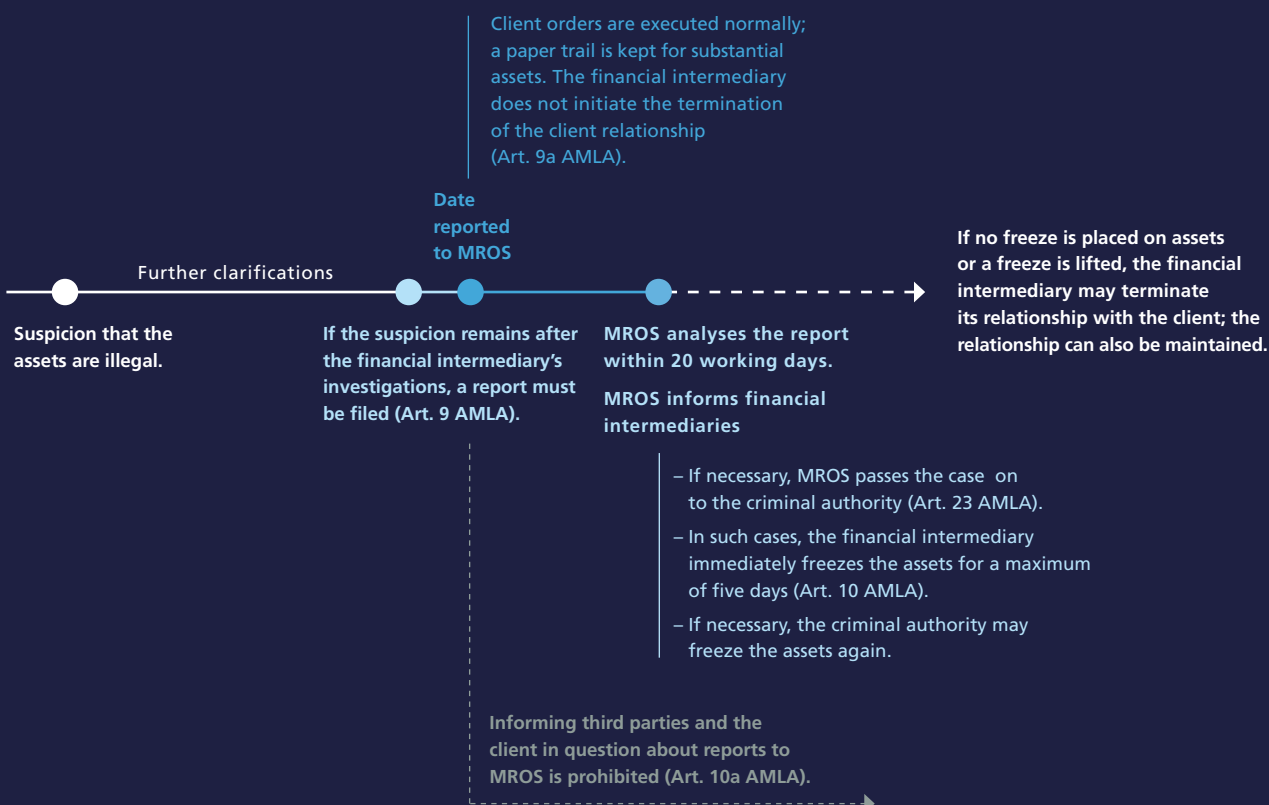 Client orders are executed normally;
a paper trail is kept for substantial
assets. The financial intermediary
does not initiate the termination
of the client relationship
(Art. 9a AMLA).
Date
reported
to MROS
Further clarifications
Suspicion that the
assets are illegal.
If the suspicion remains after
the financial intermediary’s
investigations, a report must
be filed (Art. 9 AMLA).
MROS analyses the report
within 20 working days.
MROS informs financial
intermediaries
– If necessary, MROS passes the case on
to the criminal authority (Art. 23 AMLA).
– In such cases, the financial intermediary
immediately freezes the assets for a maximum
of five days (Art. 10 AMLA).
– If necessary, the criminal authority may
freeze the assets again.
If no freeze is placed on assets
or a freeze is lifted, the financial
intermediary may terminate
its relationship with the client; the
relationship can also be maintained.
Informing third parties and the
client in question about reports to
MROS is prohibited (Art. 10a AMLA).